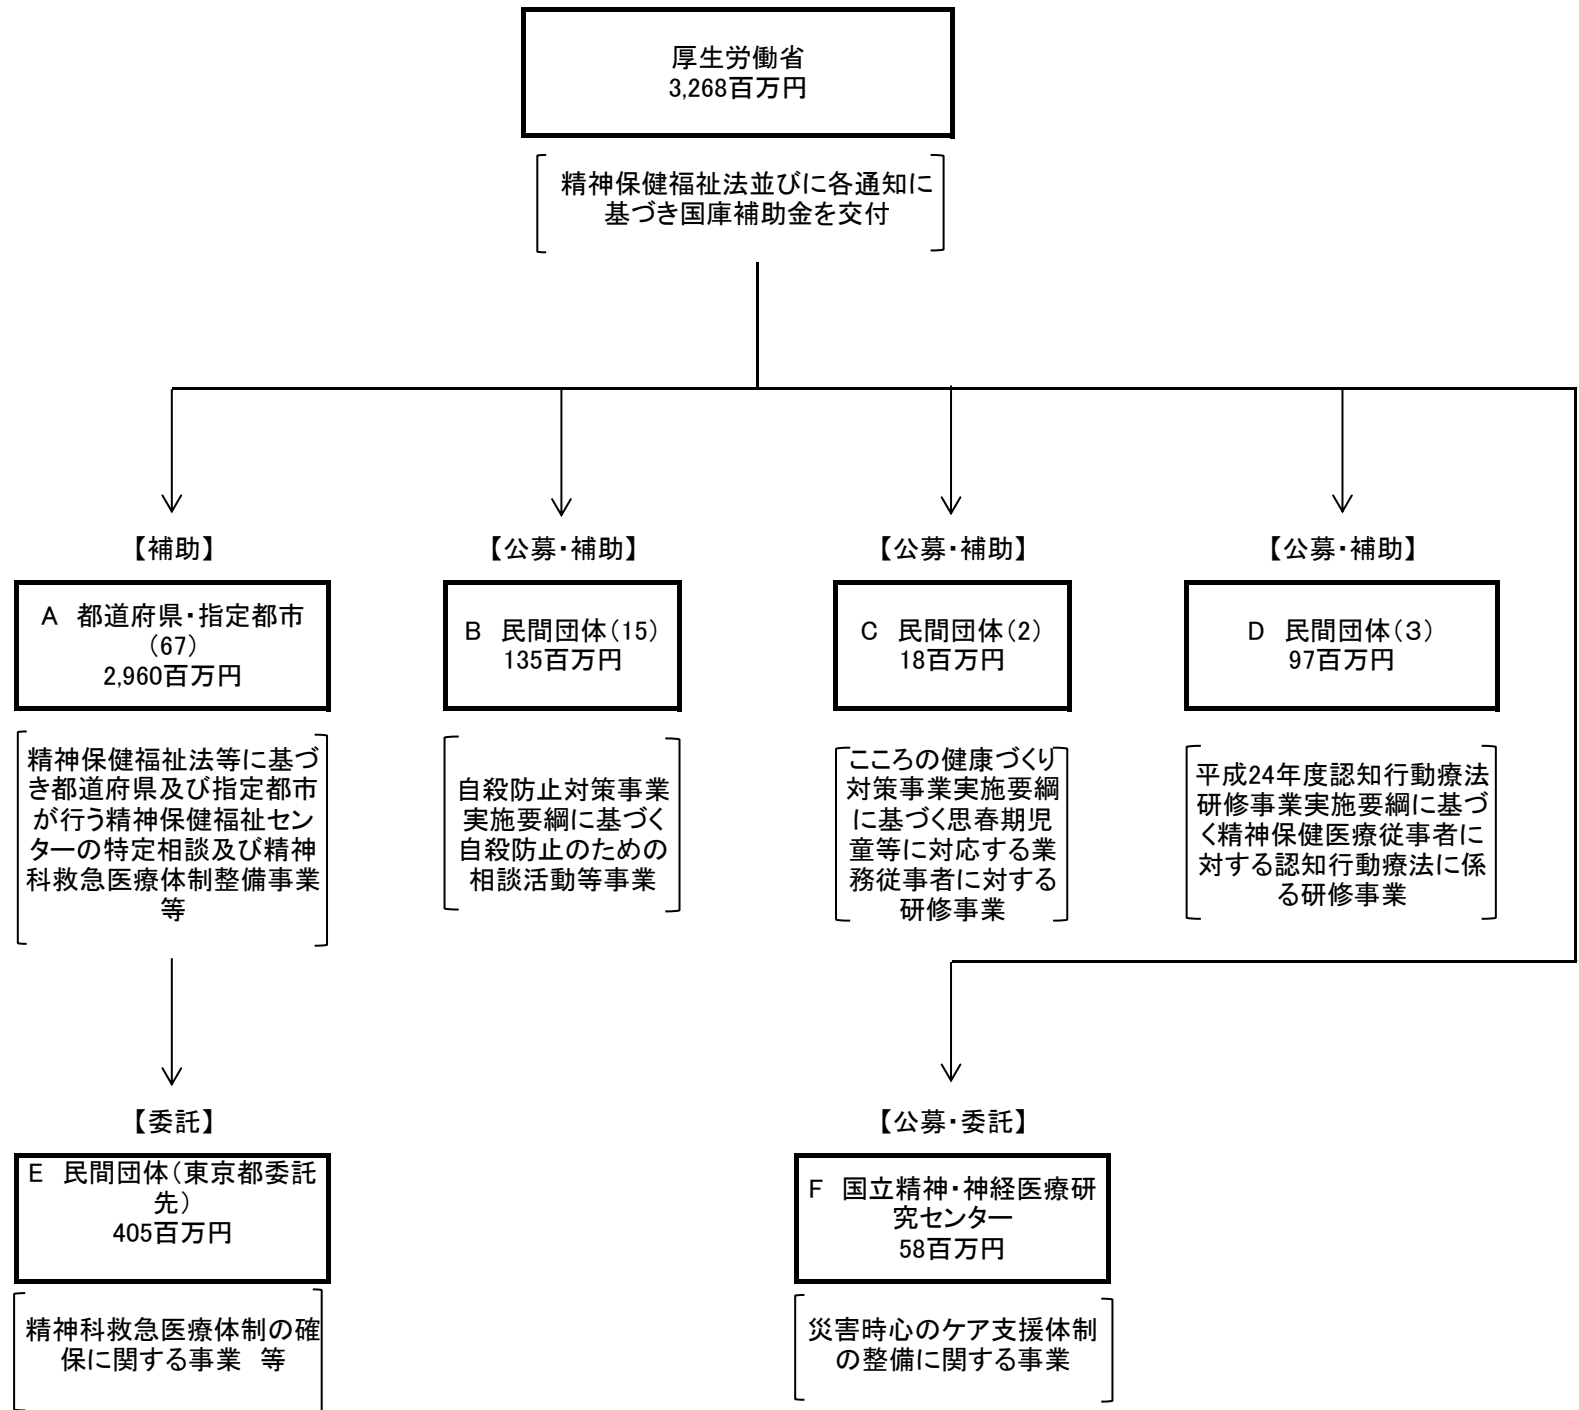 厚生労働省
3,268百万円
精神保健福祉法並びに各通知に
基づき国庫補助金を交付
【補助】
【公募・補助】
【公募・補助】
【公募・補助】
A 都道府県・指定都市
（67）
2,960百万円
B 民間団体（15）
135百万円
C 民間団体（2）
18百万円
D 民間団体（３）
97百万円
精神保健福祉法等に基づ
き都道府県及び指定都市
が行う精神保健福祉セン
ターの特定相談及び精神
科救急医療体制整備事業
等
自殺防止対策事業
実施要綱に基づく
自殺防止のための
相談活動等事業
こころの健康づくり
対策事業実施要綱
に基づく思春期児
童等に対応する業
務従事者に対する
研修事業
平成24年度認知行動療法
研修事業実施要綱に基づ
く精神保健医療従事者に
対する認知行動療法に係
る研修事業
【委託】
【公募・委託】
E 民間団体（東京都委託
先）
405百万円
F 国立精神・神経医療研
究センター
58百万円
精神科救急医療体制の確
保に関する事業 等
災害時心のケア支援体制
の整備に関する事業